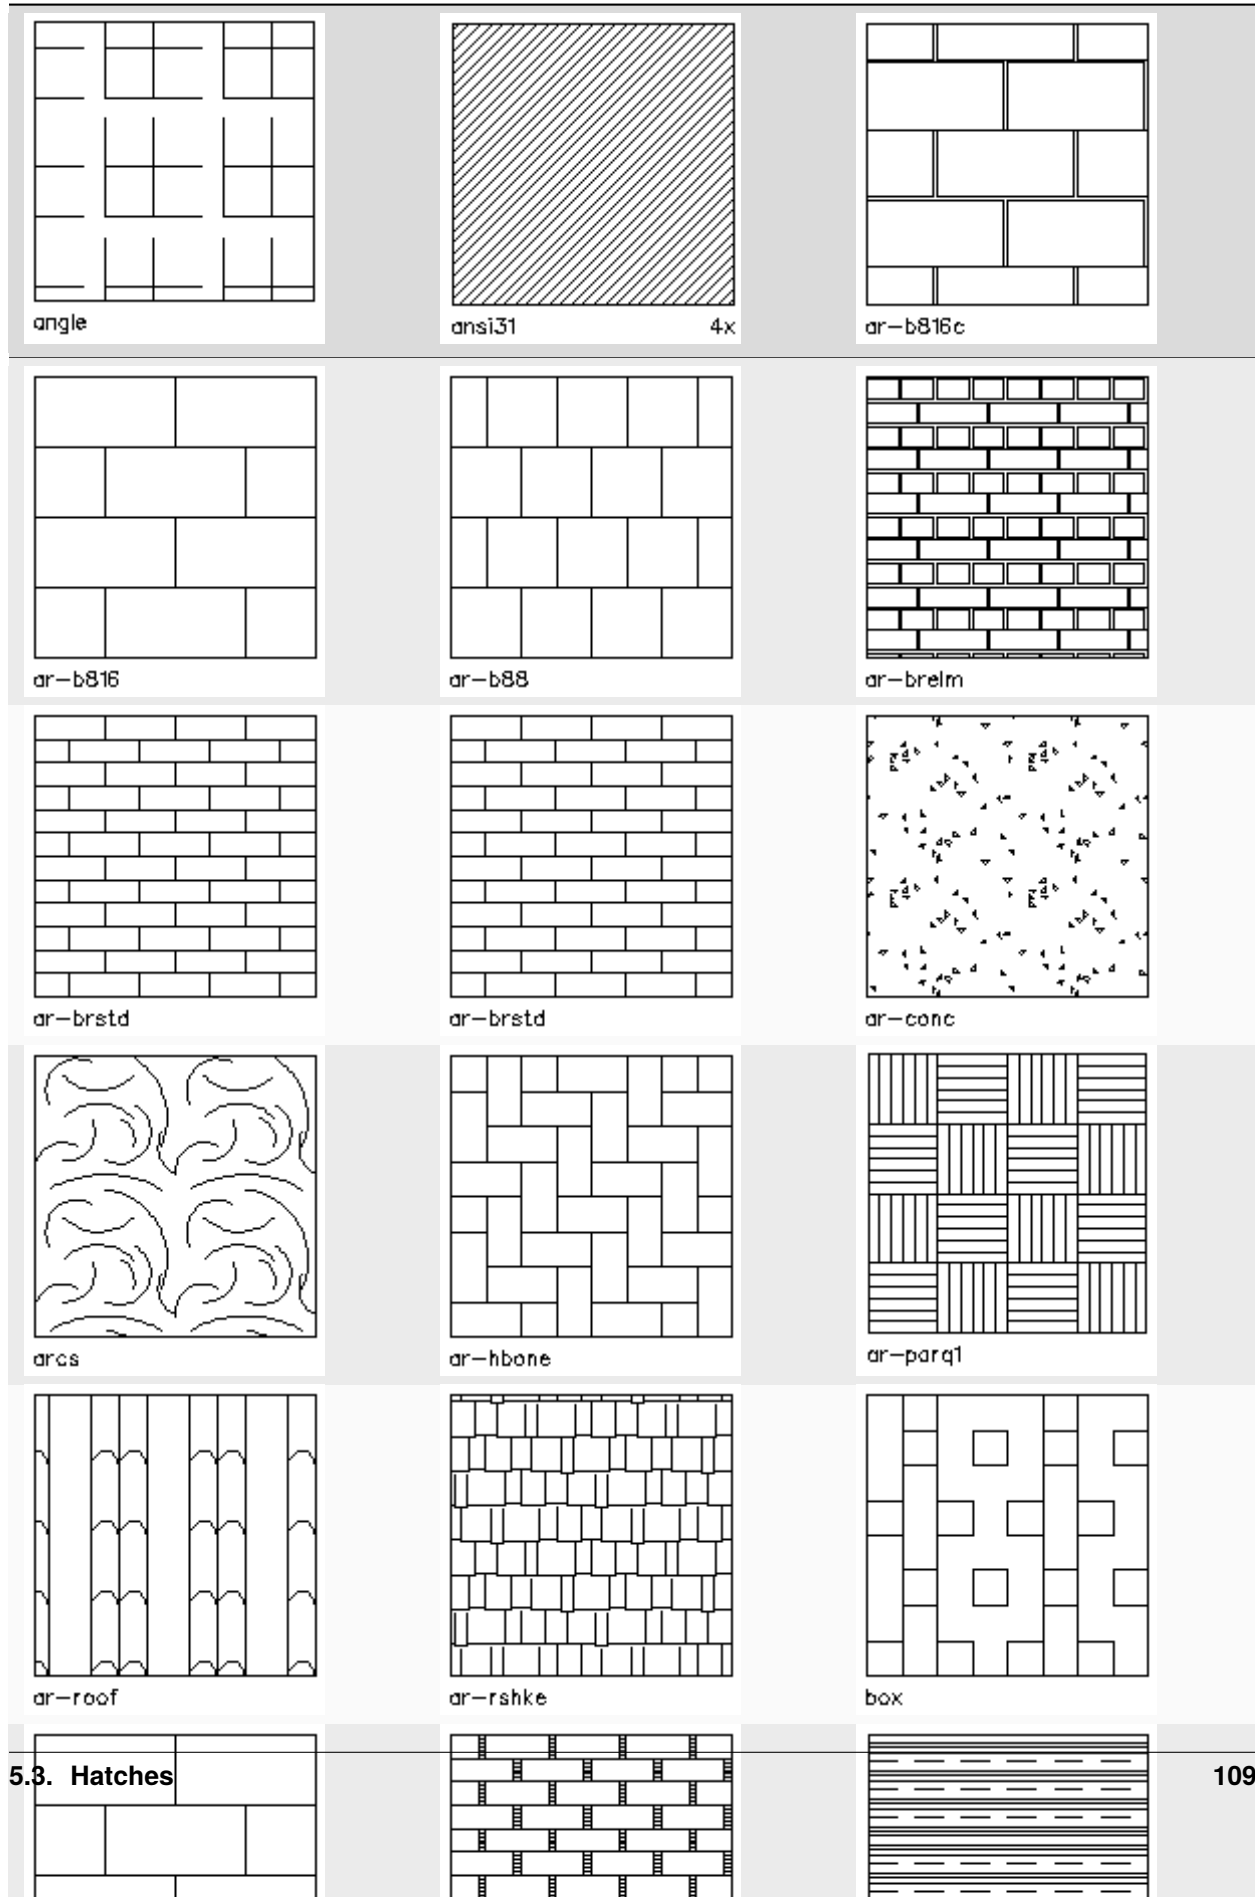 angle
ansi31 4x
ar-b816c
ar-b816
ar-b88
ar-brelm
ar-brstd
ar-brstd
ar-conc
arcs
ar-hbone
ar-parq1
ar-roof
ar-rshke
box
5.3. Hatches 109